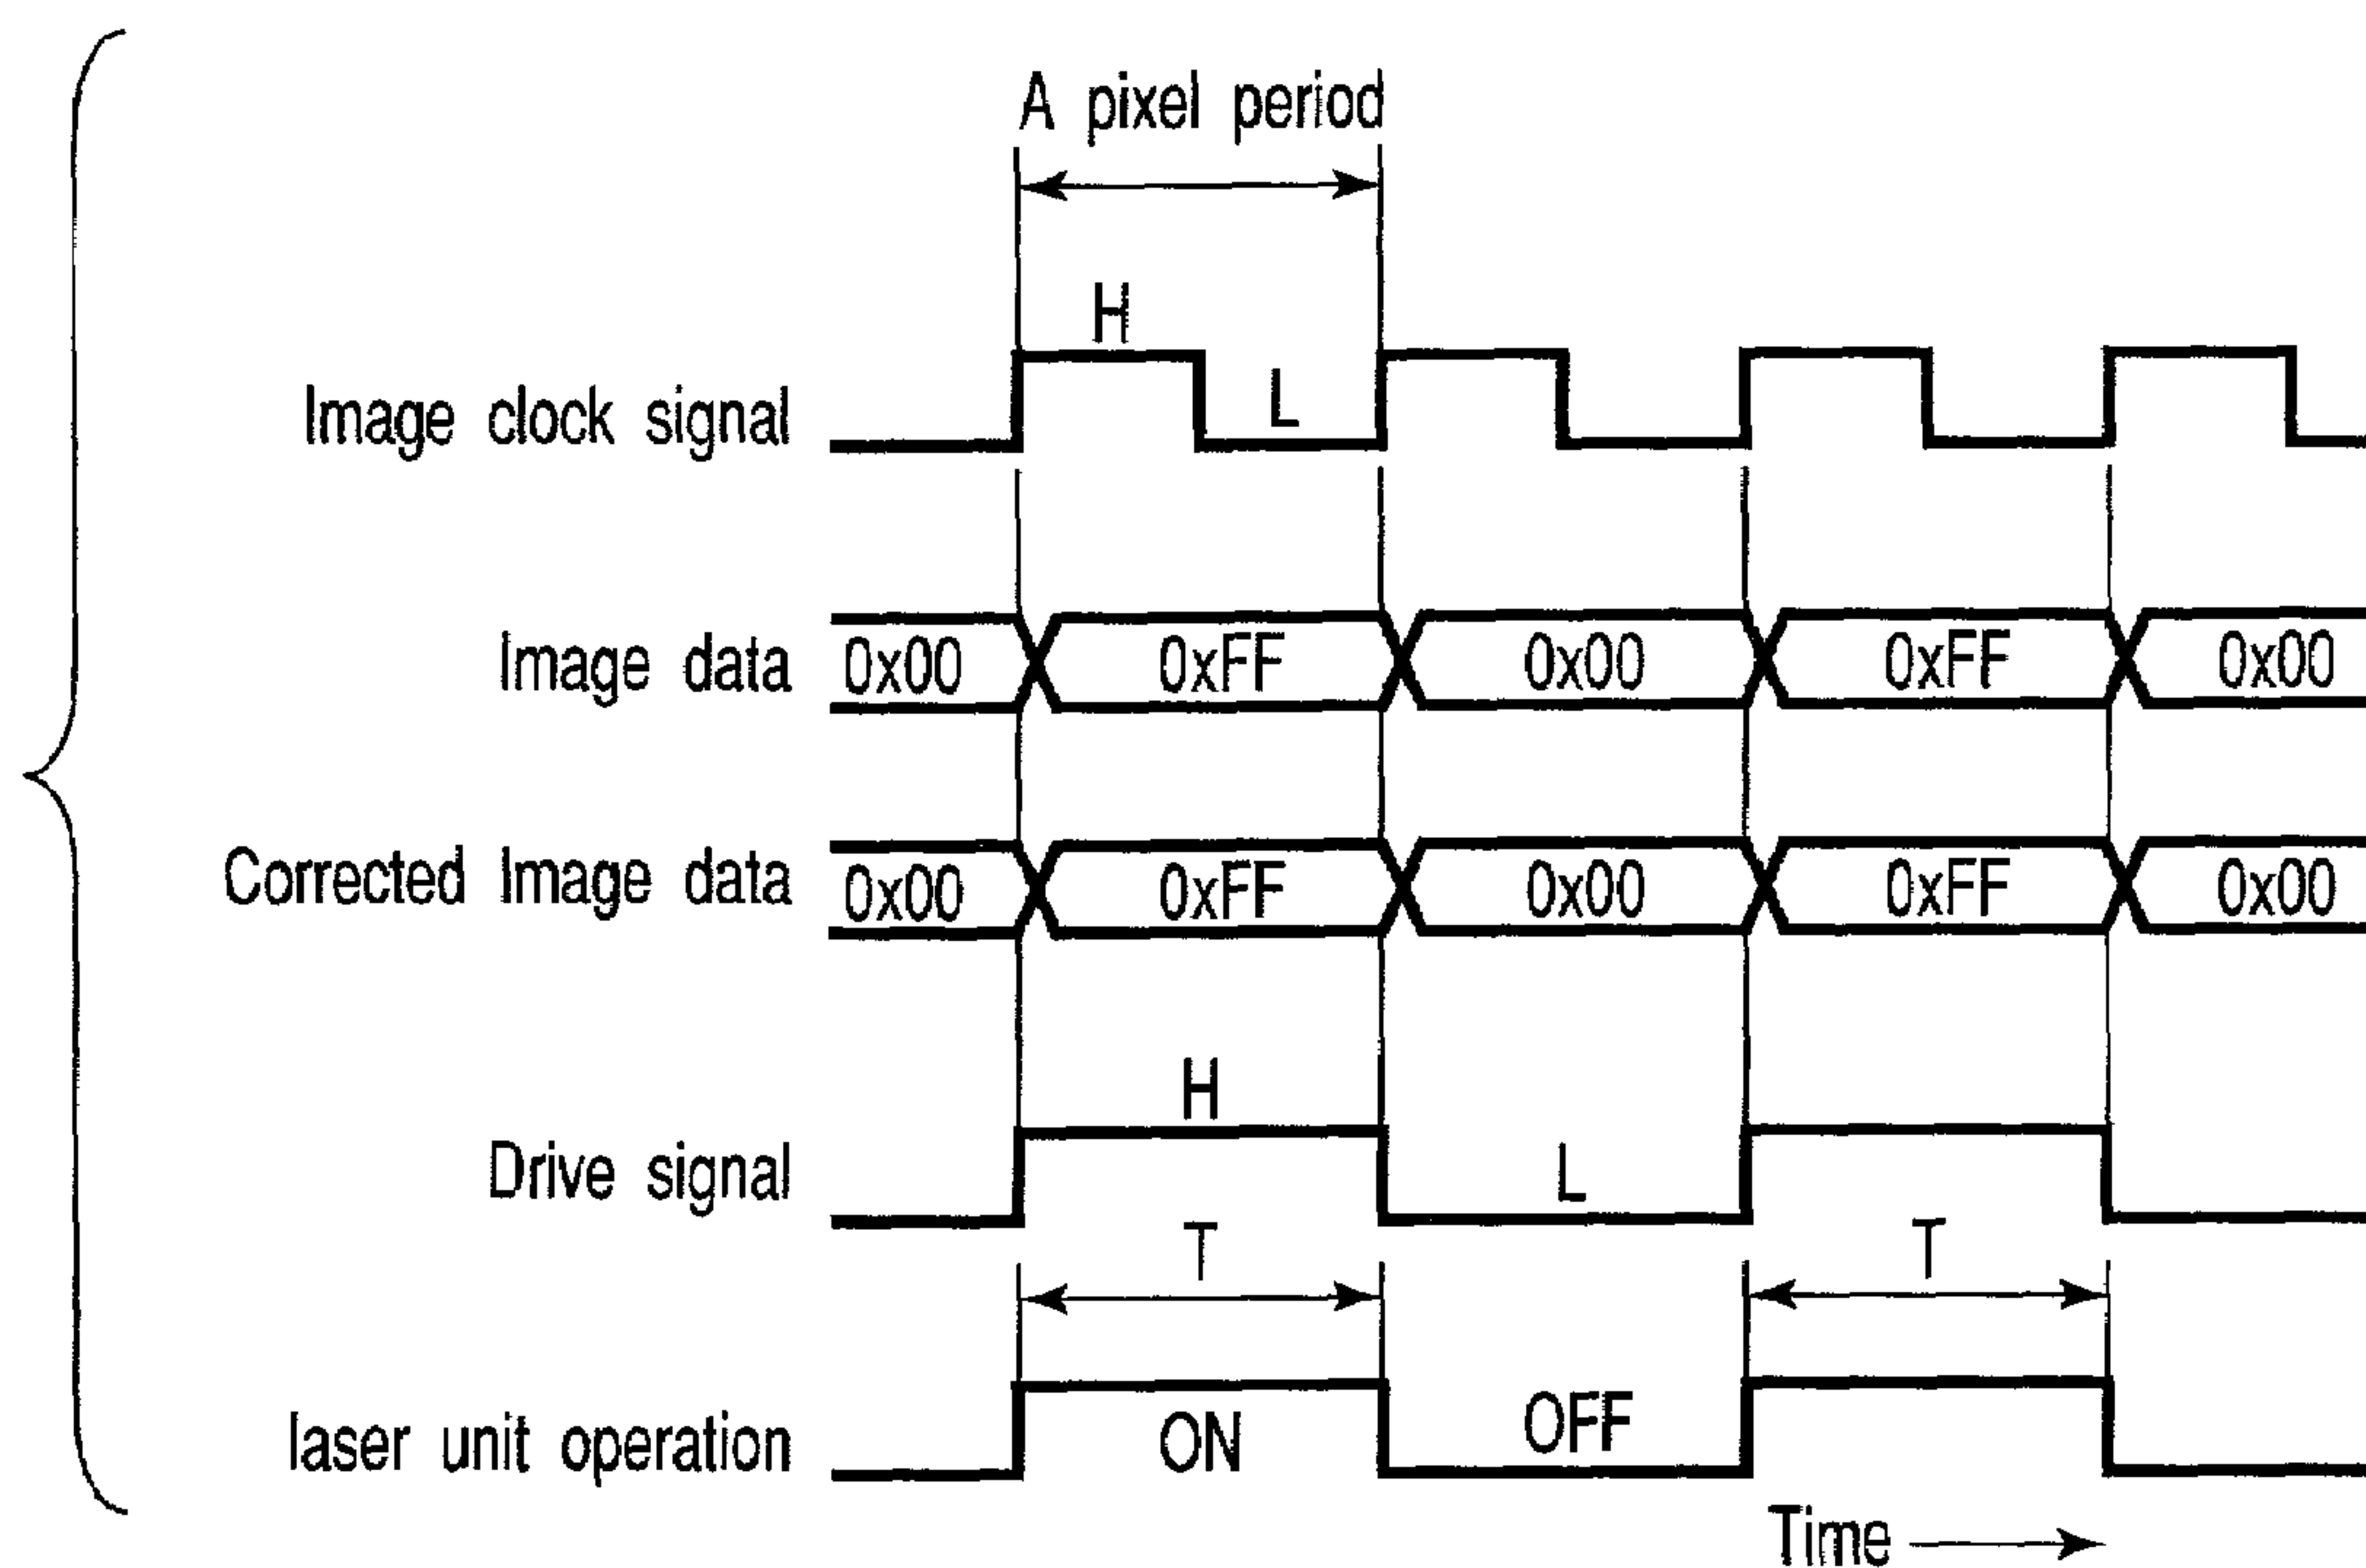 A pixel period
H
L
Image clock signal
Image data 0x00 0xFF 0x00 0xFF 0x00
Corrected Image data 0x00 0xFF 0x00 0xFF 0x00
H
Drive signal L
T T
laser unit operation ON OFF
Time